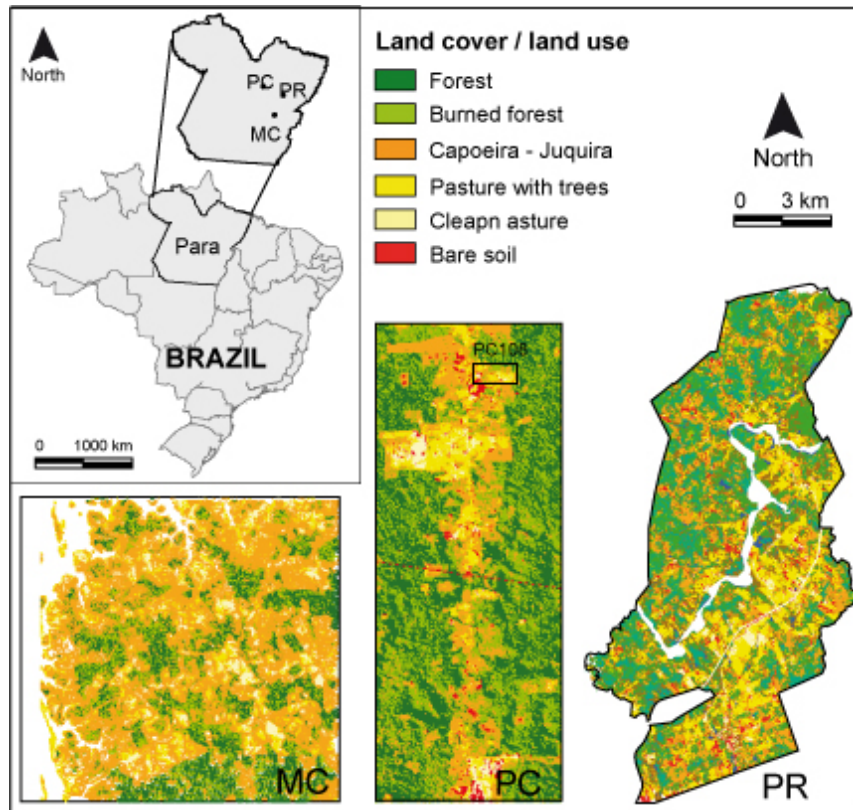 North
PC
PR
MC
Para
BRAZIL
0 1000 km
Land cover / land use
Forest
Burned forest
Capoeira - Juquira
Pasture with trees
Cleapn asture
Bare soil
North
0 3 km
PC108
MC
PC
PR